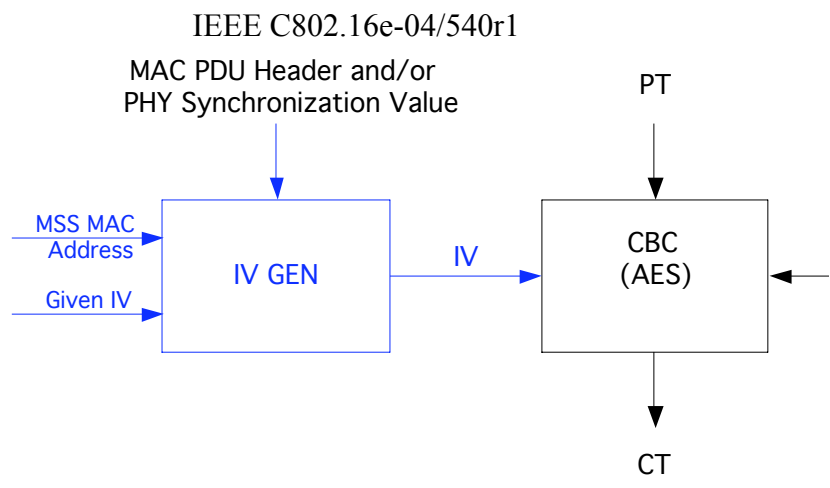 IEEE C802.16e-04/540r1
MAC PDU Header and/or
PHY Synchronization Value
PT
MSS MAC
Address
Given IV
IV GEN
IV
CBC
(AES)
CT